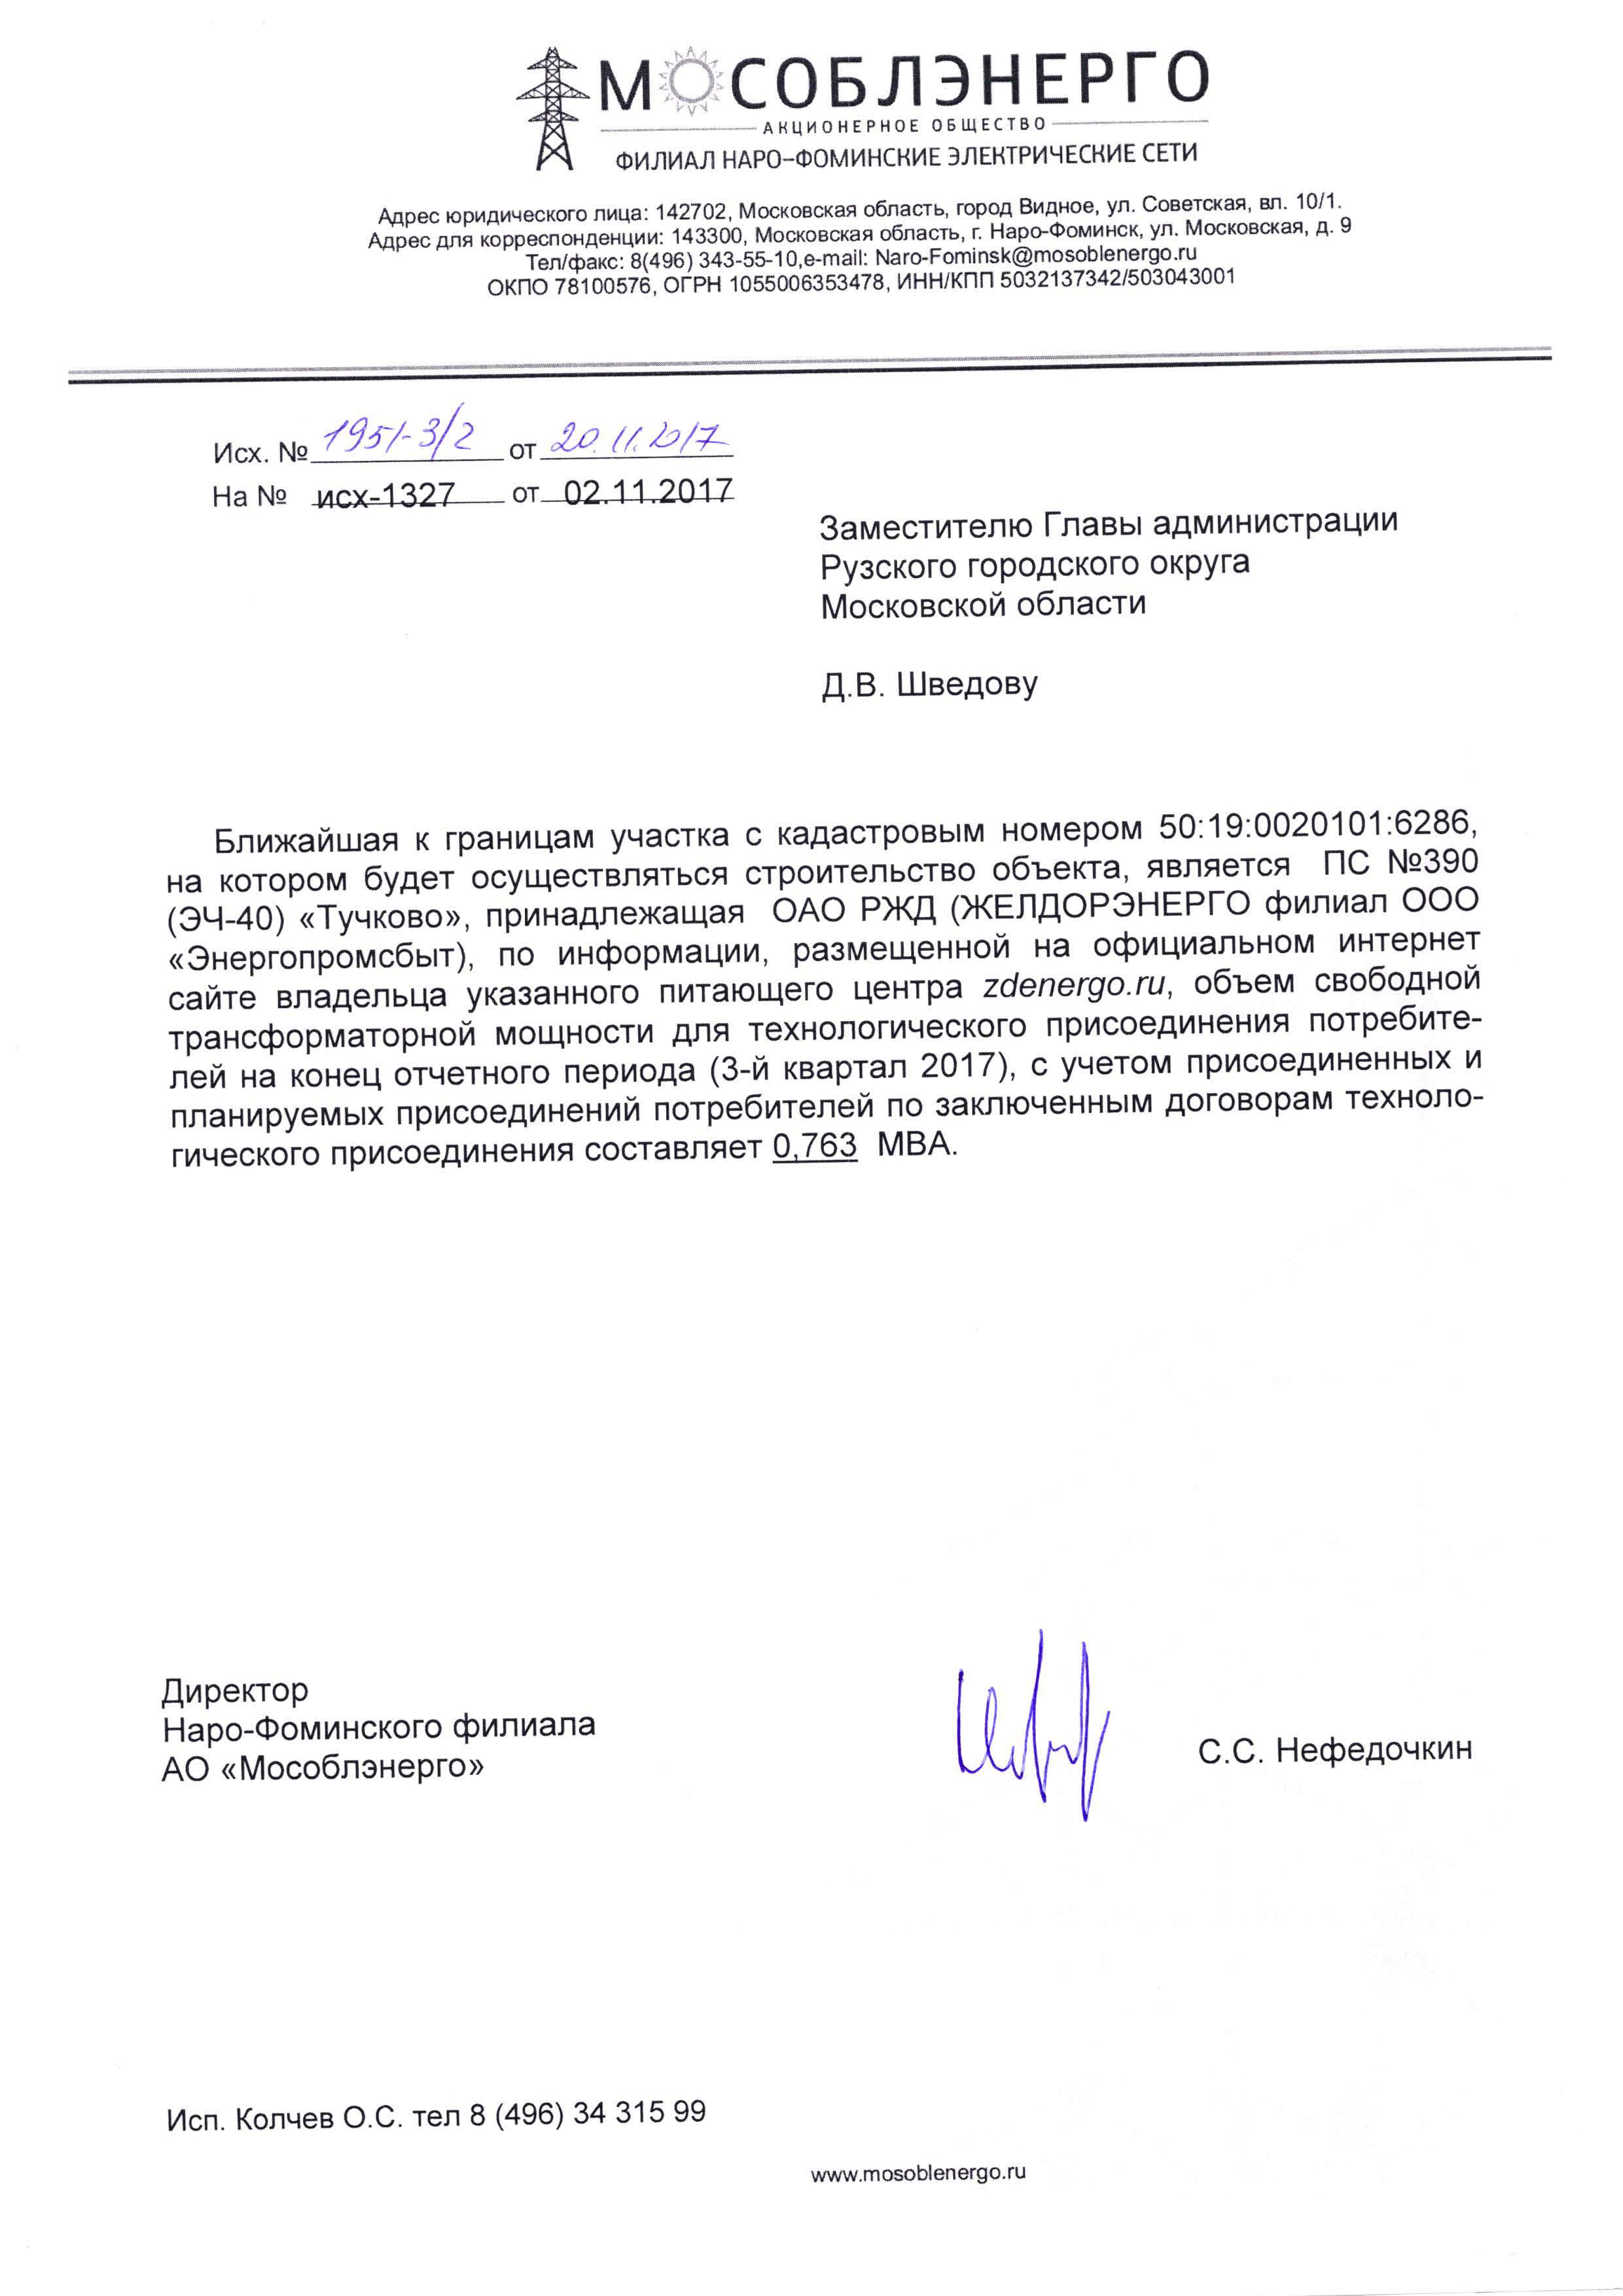 МОСОБЛЭНЕРГО
АКЦИОНЕРНОЕ ОБЩЕСТВО
ФИЛИАЛ НАРО-ФОМИНСКИЕ ЭЛЕКТРИЧЕСКИЕ СЕТИ
Адрес юридического лица: 142702, Московская область, город Видное, ул. Советская, вл. 10/1.
Адрес для корреспонденции: 143300, Московская область, г. Наро-Фоминск, ул. Московская, д. 9
Тел/факс: 8(496) 343-55-10,e-mail: Naro-Fominsk@mosoblenergo.ru
ОКПО 78100576, ОГРН 1055006353478, ИНН/КПП 5032137342/503043001
Исх. № 1951-3/2 от 20.11.2017
На № исх-1327 от 02.11.2017
Заместителю Главы администрации
Рузского городского округа
Московской области
Д.В. Шведову
Ближайшая к границам участка с кадастровым номером 50:19:0020101:6286,
на котором будет осуществляться строительство объекта, является ПС №390
(ЭЧ-40) «Тучково», принадлежащая ОАО РЖД (ЖЕЛДОРЭНЕРГО филиал ООО
«Энергопромсбыт), по информации, размещенной на официальном интернет
сайте владельца указанного питающего центра zdenergo.ru, объем свободной
трансформаторной мощности для технологического присоединения потребите-
лей на конец отчетного периода (3-й квартал 2017), с учетом присоединенных и
планируемых присоединений потребителей по заключенным договорам техноло-
гического присоединения составляет 0,763 МВА.
Директор
Наро-Фоминского филиала
АО «Мособлэнерго»
С.С. Нефедочкин
Исп. Колчев О.С. тел 8 (496) 34 315 99
www.mosoblenergo.ru